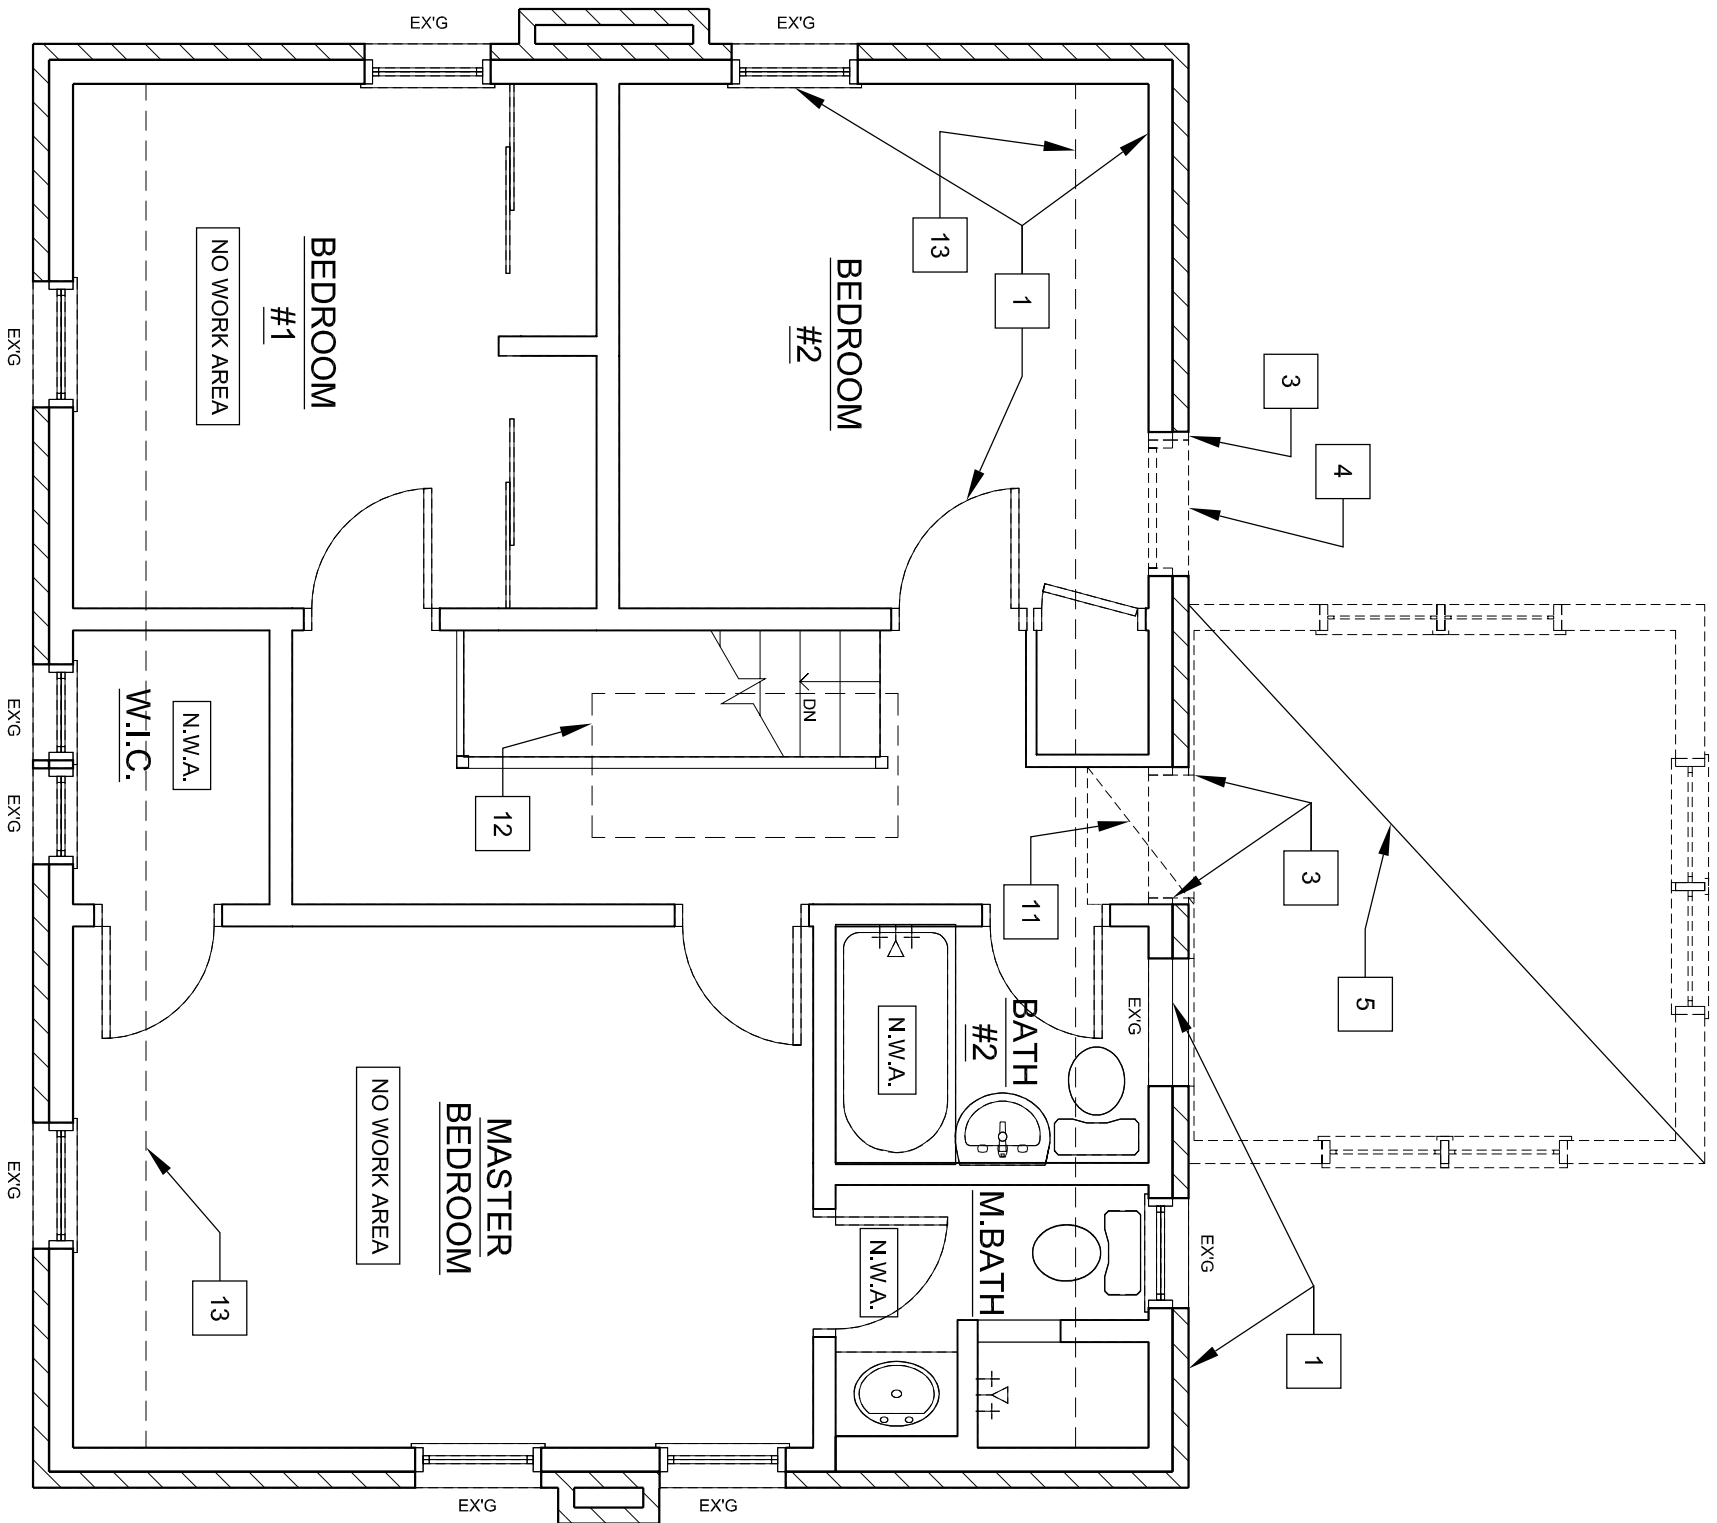 EX'G
EX'G
13
1
BEDROOM
#1
NO WORK AREA
BEDROOM
#2
EX'G
3
4
DN
W.I.C.
N.W.A.
EX'G
EX'G
12
11
3
5
BATH
#2
N.W.A.
EX'G
MASTER
BEDROOM
NO WORK AREA
EX'G
M.BATH
N.W.A.
EX'G
13
1
EX'G
EX'G